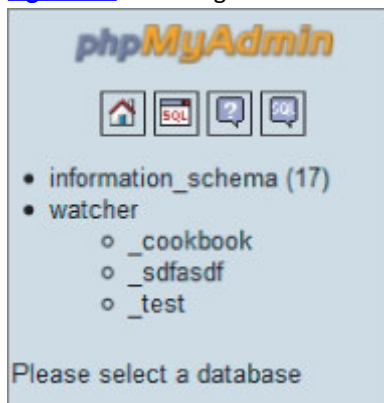 phpMyAdmin
SQL ? SQL
information_schema (17)
watcher
_cookbook
_sdfasdf
_test
Please select a database